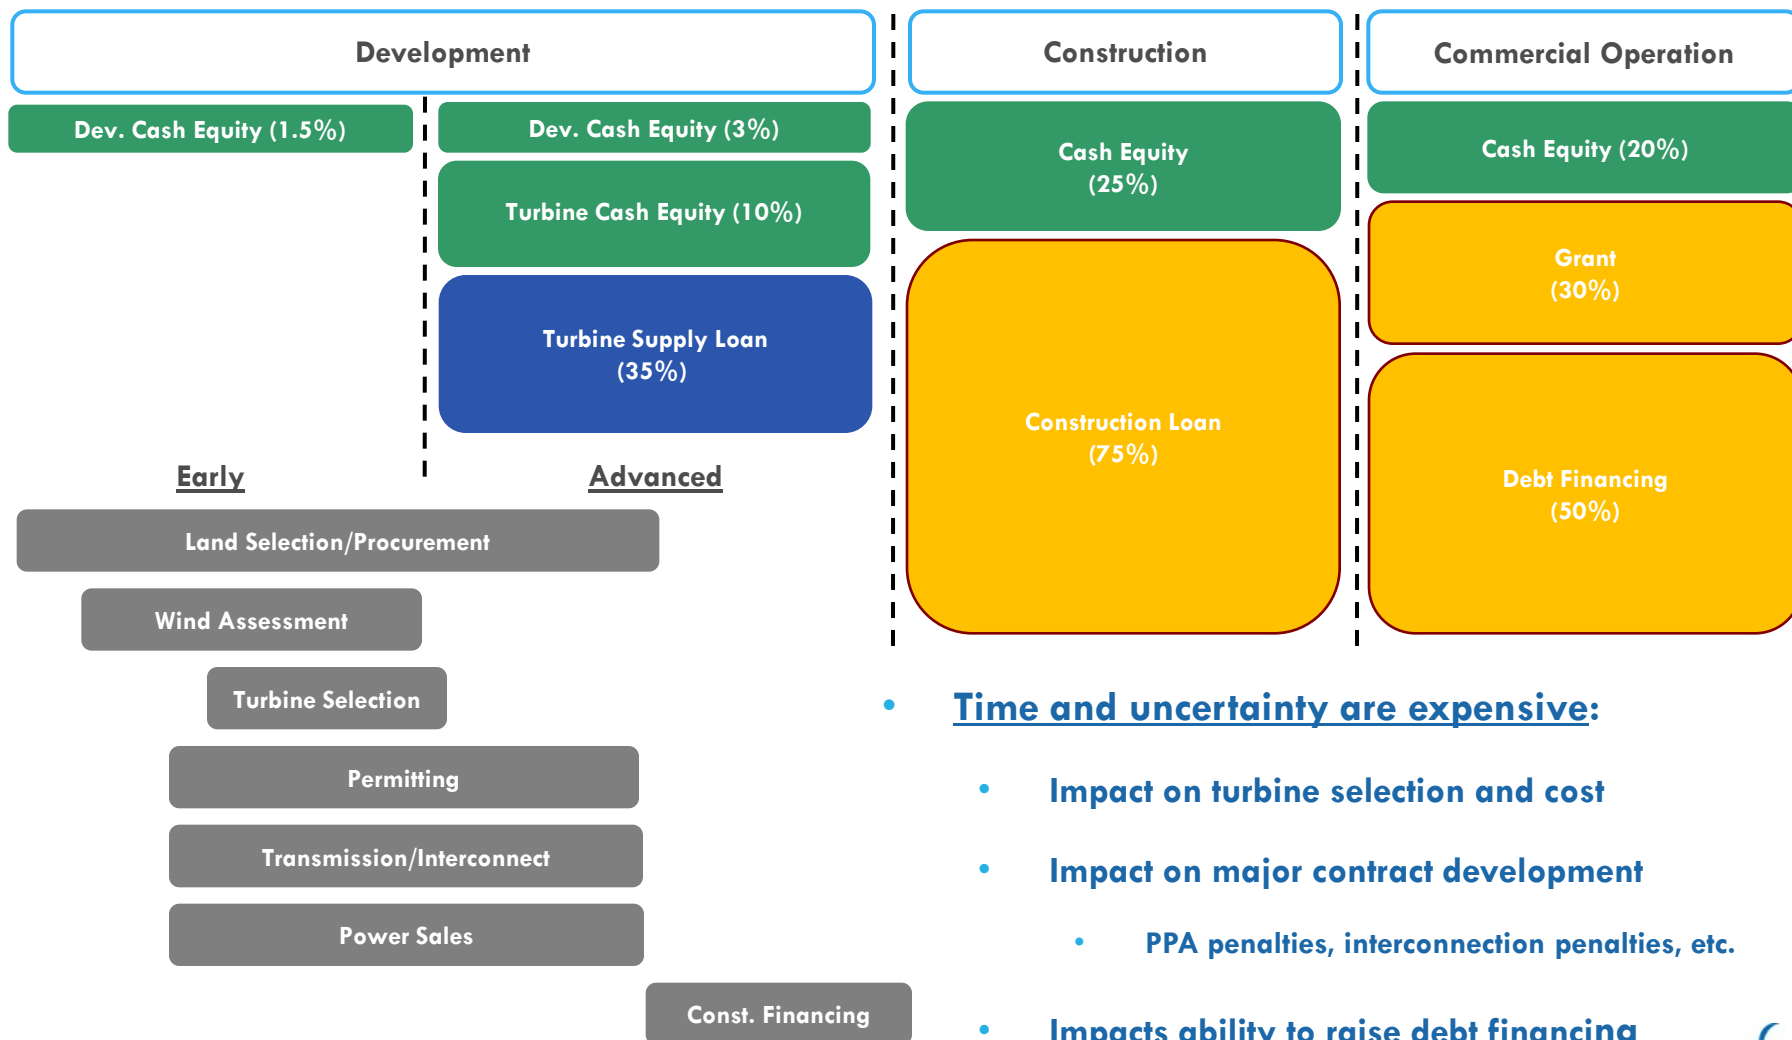 Development
Construction
Commercial Operation
Dev. Cash Equity (1.5%)
Dev. Cash Equity (3%)
Turbine Cash Equity (10%)
Turbine Supply Loan
(35%)
Cash Equity
(25%)
Construction Loan
(75%)
Cash Equity (20%)
Grant
(30%)
Debt Financing
(50%)
Early
Advanced
Land Selection/Procurement
Wind Assessment
Turbine Selection
Permitting
Transmission/Interconnect
Power Sales
Const. Financing
• Time and uncertainty are expensive:
• Impact on turbine selection and cost
• Impact on major contract development
• PPA penalties, interconnection penalties, etc.
• Impacts ability to raise debt financing